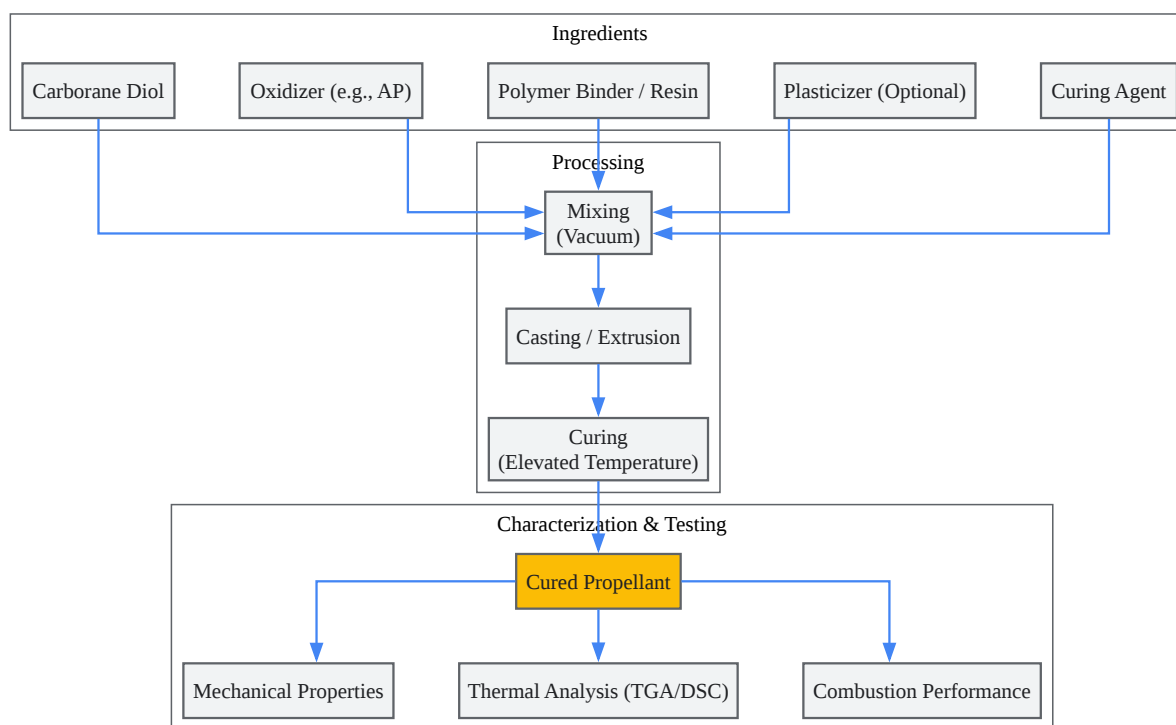 Ingredients
Carborane Diol
Oxidizer (e.g., AP)
Polymer Binder / Resin
Plasticizer (Optional)
Curing Agent
Processing
Mixing
(Vacuum)
Casting / Extrusion
Curing
(Elevated Temperature)
Characterization & Testing
Cured Propellant
Mechanical Properties
Thermal Analysis (TGA/DSC)
Combustion Performance